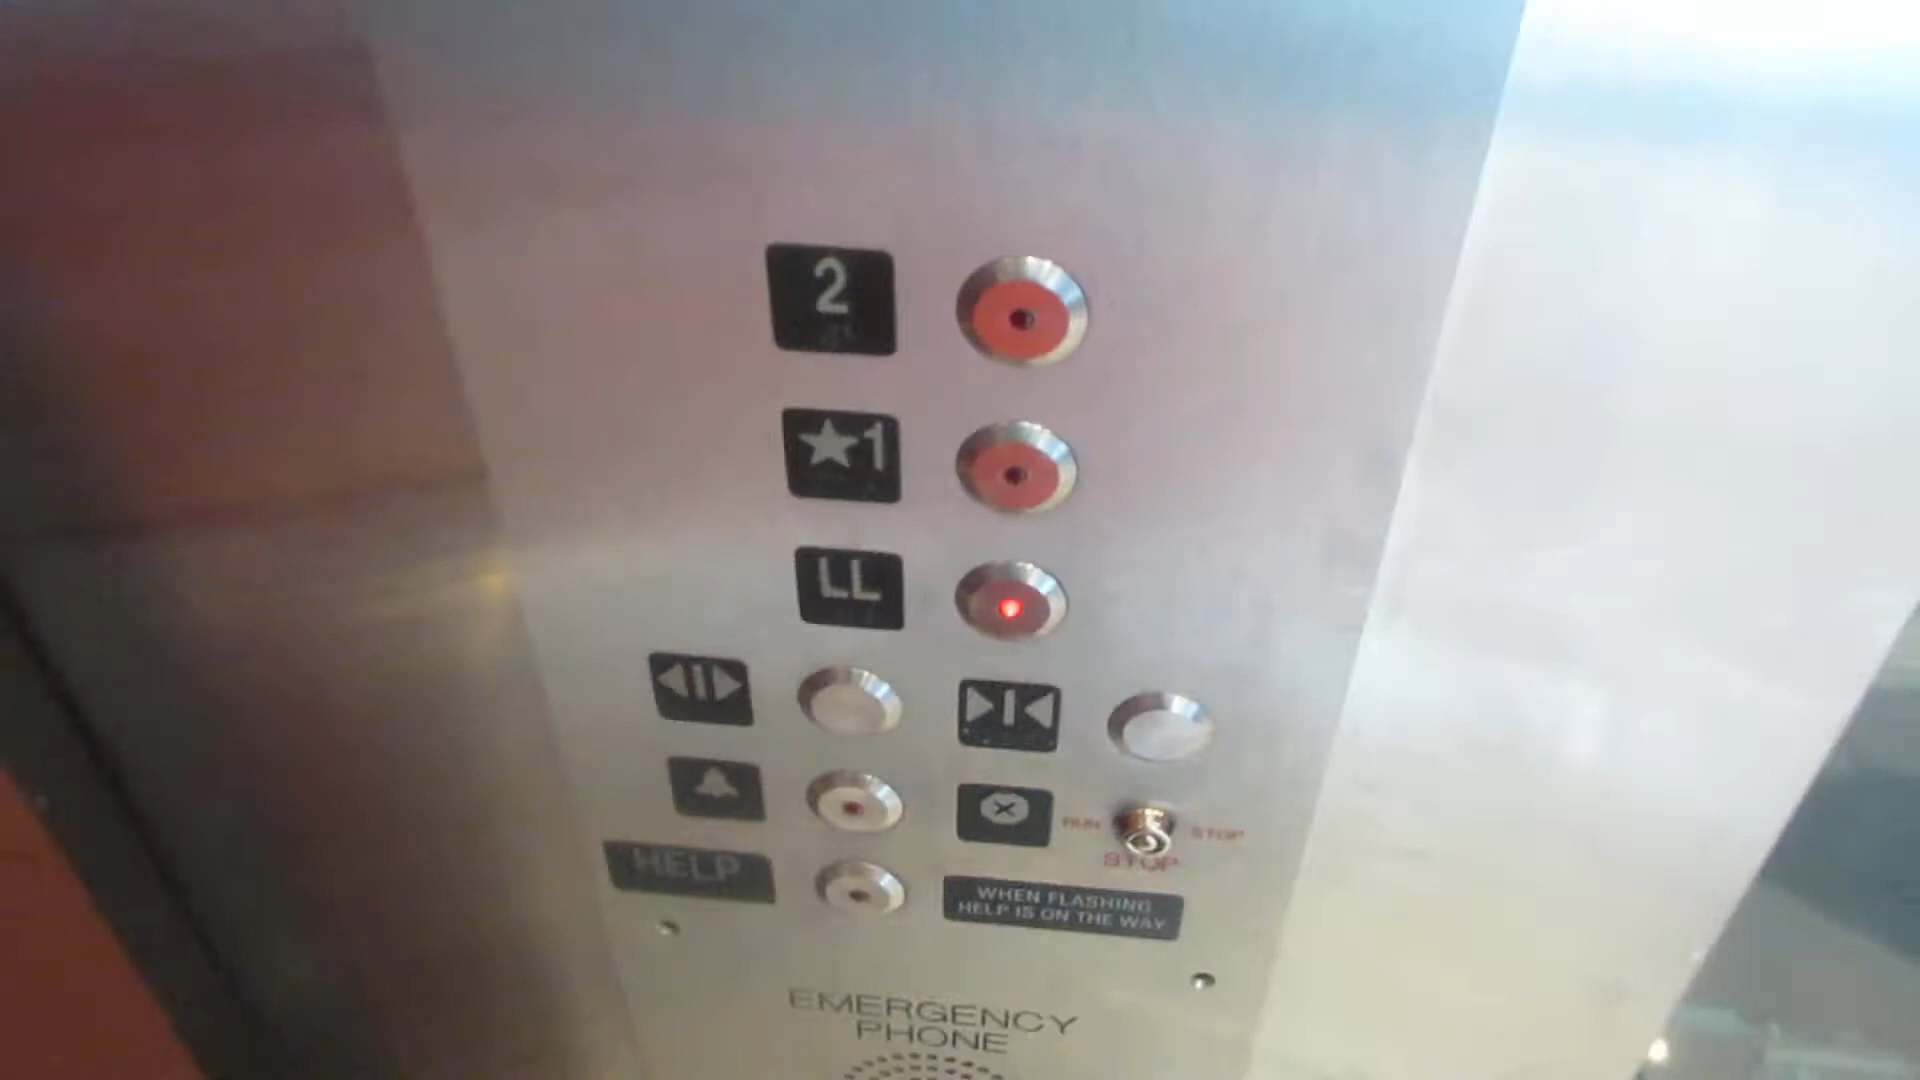 2
★1
LL
RUN STOP
STOP
HELP
WHEN FLASHING
HELP IS ON THE WAY
EMERGENCY
PHONE